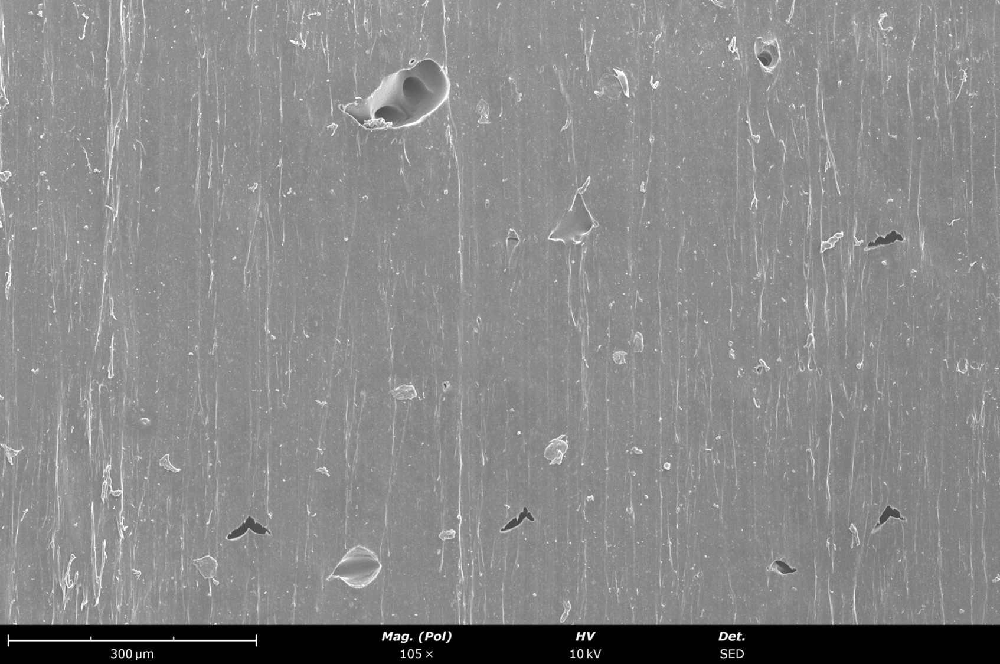 Mag. (Pol) HV Det.
300 µm 105 × 10 kV SED